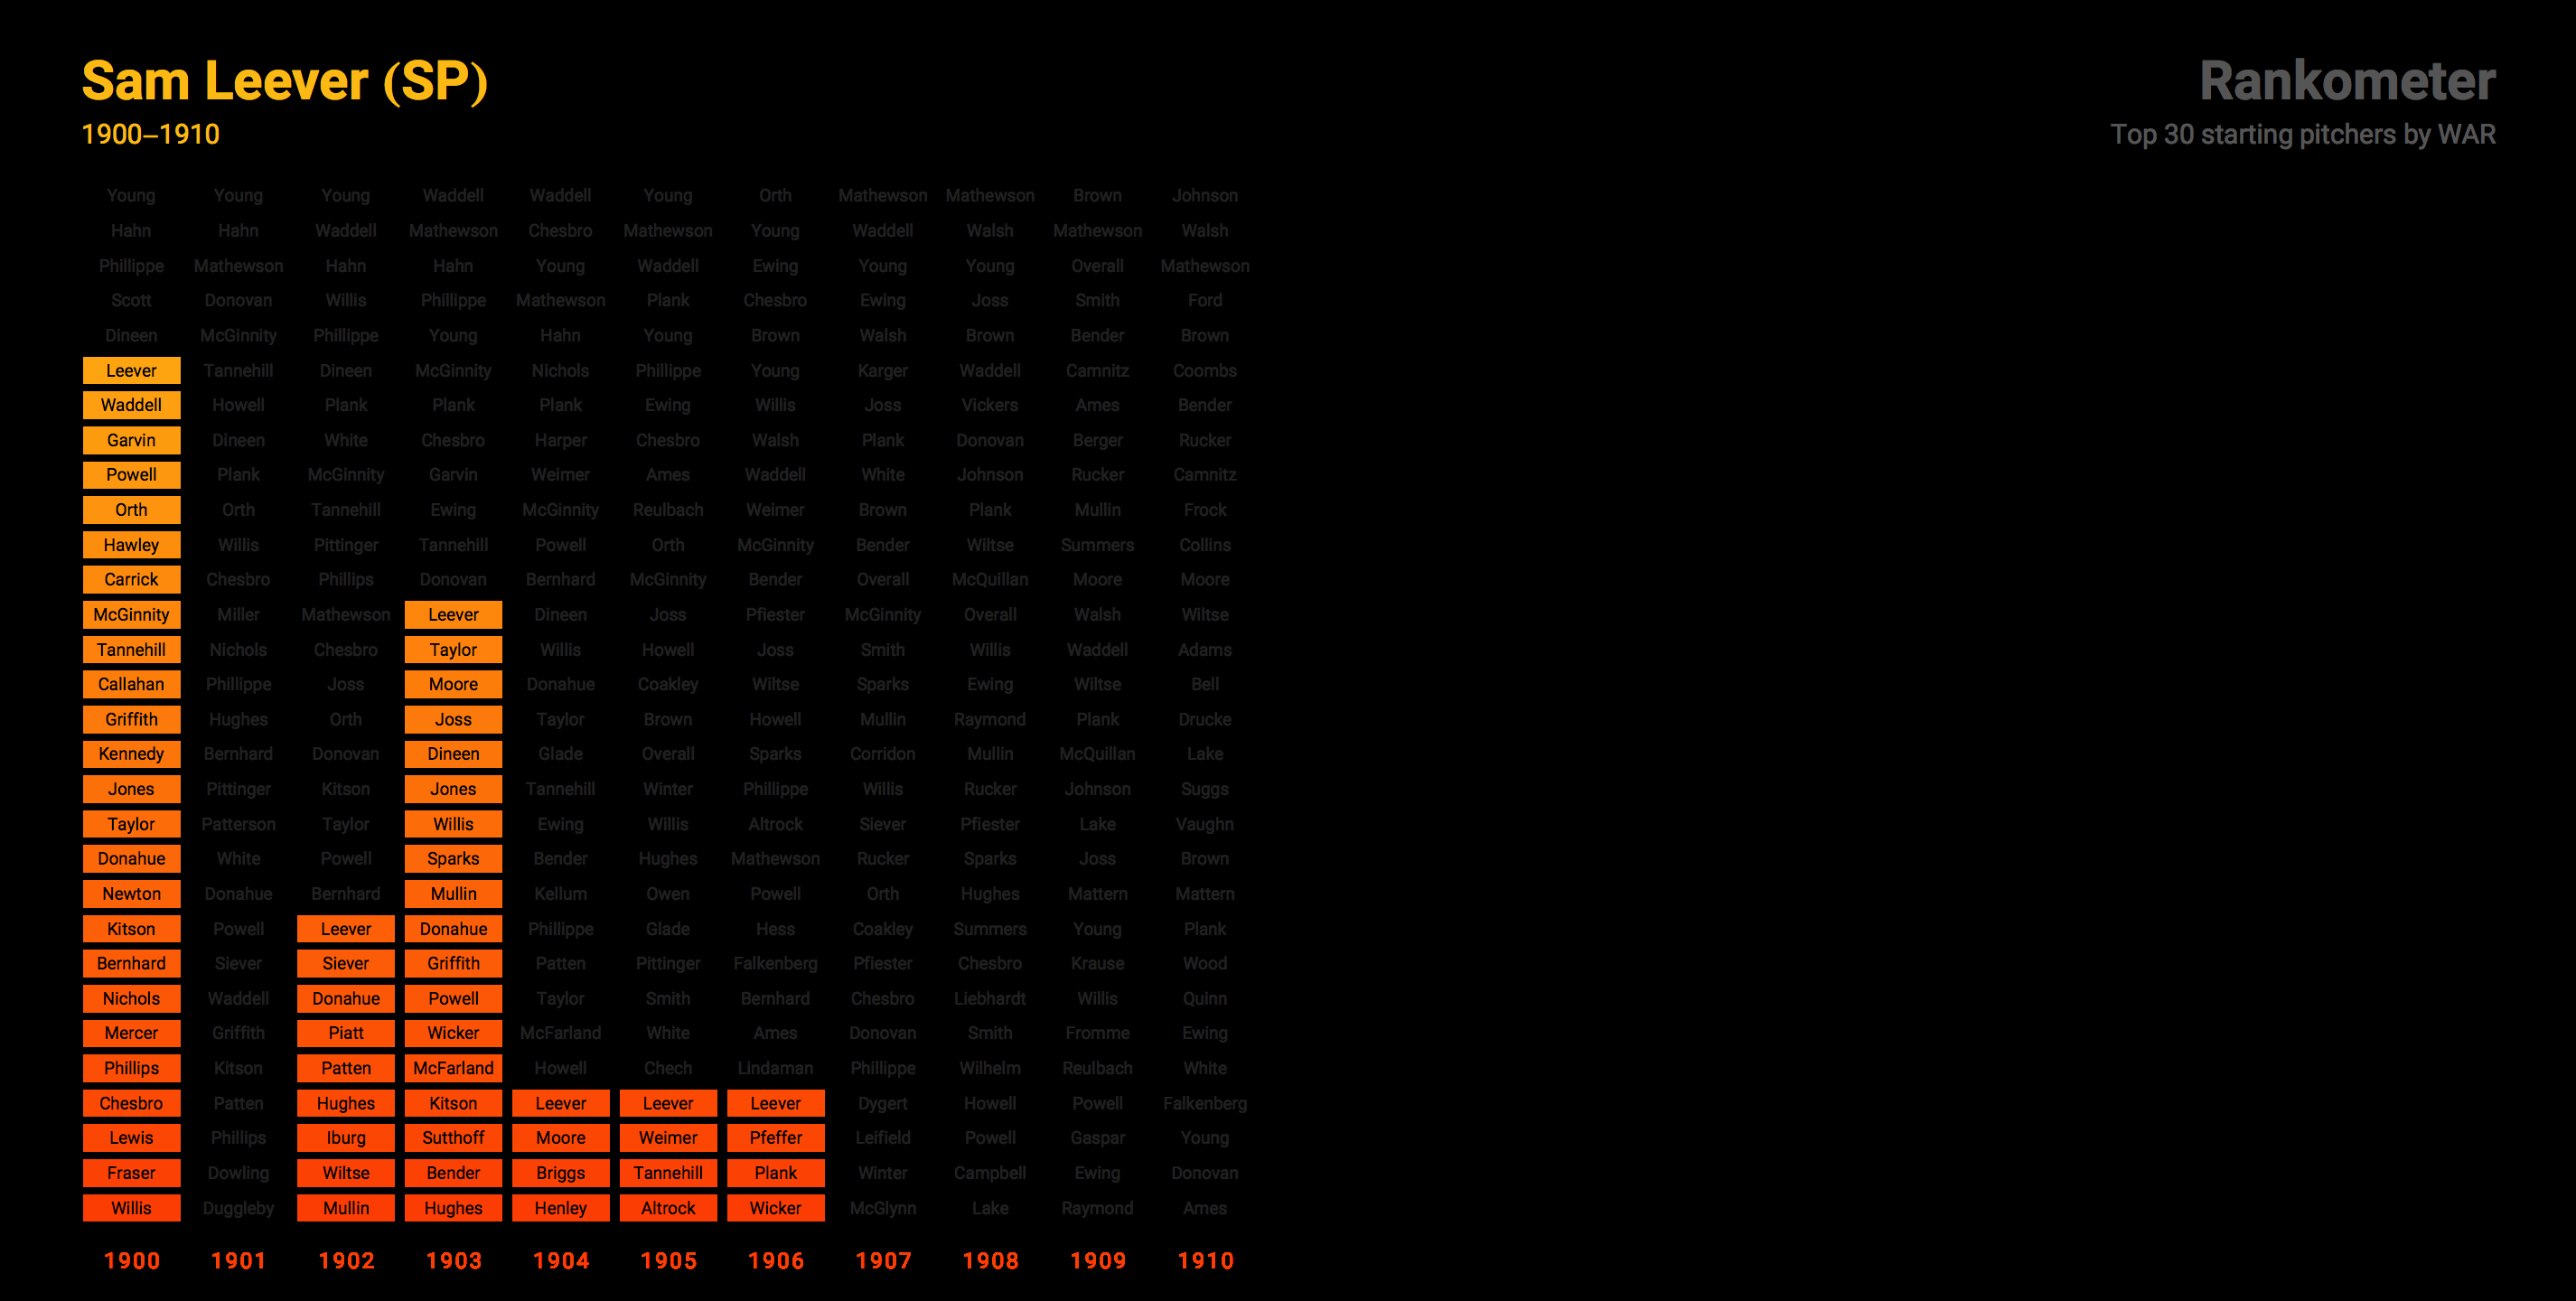 Sam Leever (SP)
1900–1910
Rankometer
Top 30 starting pitchers by WAR
Young Young Young Waddell Waddell Young Orth Mathewson Mathewson Brown Johnson
Hahn Hahn Waddell Mathewson Chesbro Mathewson Young Waddell Walsh Mathewson Walsh
Phillippe Mathewson Hahn Hahn Young Waddell Ewing Young Young Overall Mathewson
Scott Donovan Willis Phillippe Mathewson Plank Chesbro Ewing Joss Smith Ford
Dineen McGinnity Phillippe Young Hahn Young Brown Walsh Brown Bender Brown
Leever Tannehill Dineen McGinnity Nichols Phillippe Young Karger Waddell Camnitz Coombs
Waddell Howell Plank Plank Plank Ewing Willis Joss Vickers Ames Bender
Garvin Dineen White Chesbro Harper Chesbro Walsh Plank Donovan Berger Rucker
Powell Plank McGinnity Garvin Weimer Ames Waddell White Johnson Rucker Camnitz
Orth Orth Tannehill Ewing McGinnity Reulbach Weimer Brown Plank Mullin Frock
Hawley Willis Pittinger Tannehill Powell Orth McGinnity Bender Wiltse Summers Collins
Carrick Chesbro Phillips Donovan Bernhard McGinnity Bender Overall McQuillan Moore Moore
McGinnity Miller Mathewson Leever Dineen Joss Pfiester McGinnity Overall Walsh Wiltse
Tannehill Nichols Chesbro Taylor Willis Howell Joss Smith Willis Waddell Adams
Callahan Phillippe Joss Moore Donahue Coakley Wiltse Sparks Ewing Wiltse Bell
Griffith Hughes Orth Joss Taylor Brown Howell Mullin Raymond Plank Drucke
Kennedy Bernhard Donovan Dineen Glade Overall Sparks Corridon Mullin McQuillan Lake
Jones Pittinger Kitson Jones Tannehill Winter Phillippe Willis Rucker Johnson Suggs
Taylor Patterson Taylor Willis Ewing Willis Altrock Siever Pfiester Lake Vaughn
Donahue White Powell Sparks Bender Hughes Mathewson Rucker Sparks Joss Brown
Newton Donahue Bernhard Mullin Kellum Owen Powell Orth Hughes Mattern Mattern
Kitson Powell Leever Donahue Phillippe Glade Hess Coakley Summers Young Plank
Bernhard Siever Siever Griffith Patten Pittinger Falkenberg Pfiester Chesbro Krause Wood
Nichols Waddell Donahue Powell Taylor Smith Bernhard Chesbro Liebhardt Willis Quinn
Mercer Griffith Piatt Wicker McFarland White Ames Donovan Smith Fromme Ewing
Phillips Kitson Patten McFarland Howell Chech Lindaman Phillippe Wilhelm Reulbach White
Chesbro Patten Hughes Kitson Leever Leever Leever Dygert Howell Powell Falkenberg
Lewis Phillips Iburg Sutthoff Moore Weimer Pfeffer Leifield Powell Gaspar Young
Fraser Dowling Wiltse Bender Briggs Tannehill Plank Winter Campbell Ewing Donovan
Willis Duggleby Mullin Hughes Henley Altrock Wicker McGlynn Lake Raymond Ames
1900 1901 1902 1903 1904 1905 1906 1907 1908 1909 1910